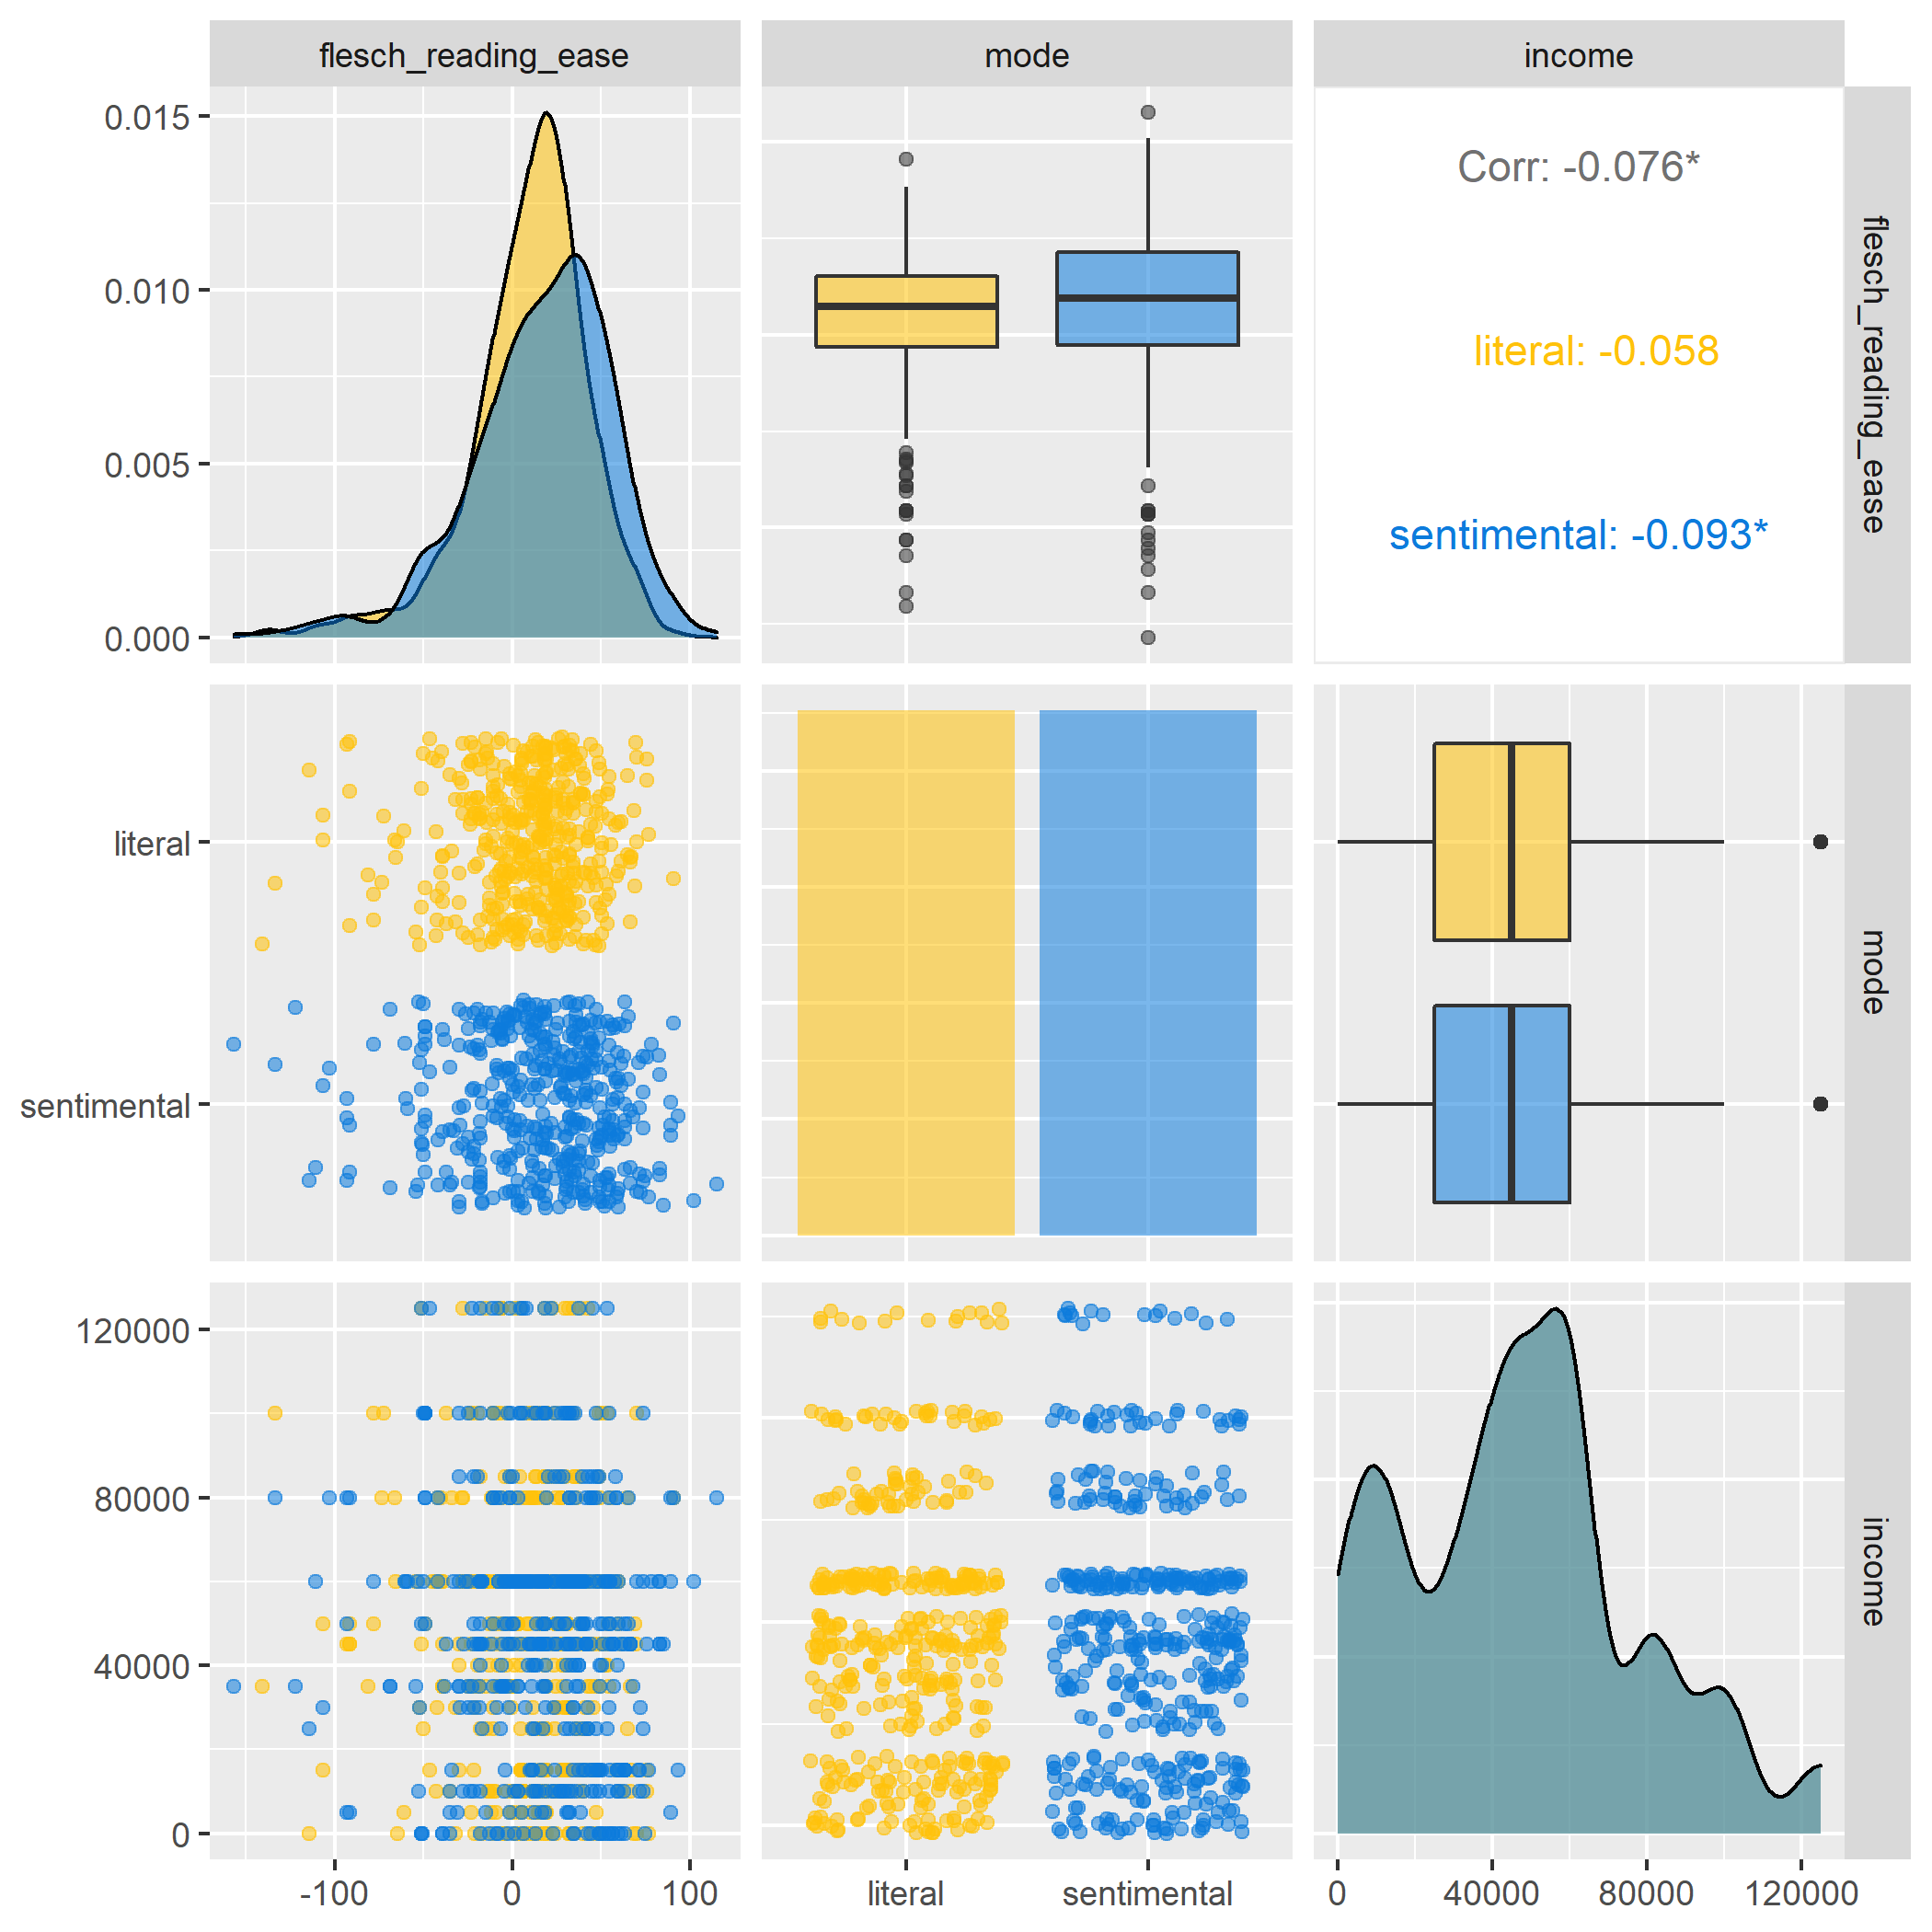 flesch_reading_ease
mode
income
0.015
0.010
0.005
0.000
Corr: -0.076*
literal: -0.058
sentimental: -0.093*
flesch_reading_ease
literal
sentimental
mode
120000
80000
40000
0
income
-100
0
100
literal
sentimental
0
40000
80000
120000